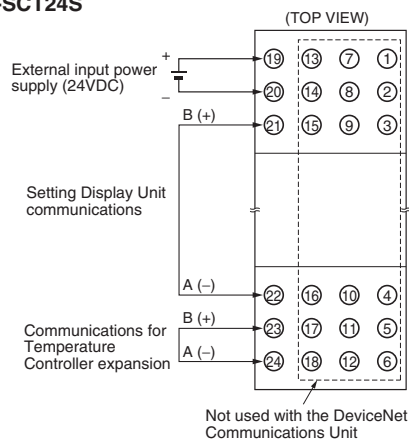 -SCT24S
(TOP VIEW)
External input power
supply (24VDC)
+
−
19 13 7 1
20 14 8 2
B (+)
21 15 9 3
Setting Display Unit
communications
A (−)
22 16 10 4
B (+)
23 17 11 5
Communications for
Temperature
Controller expansion
A (−)
24 18 12 6
Not used with the DeviceNet
Communications Unit